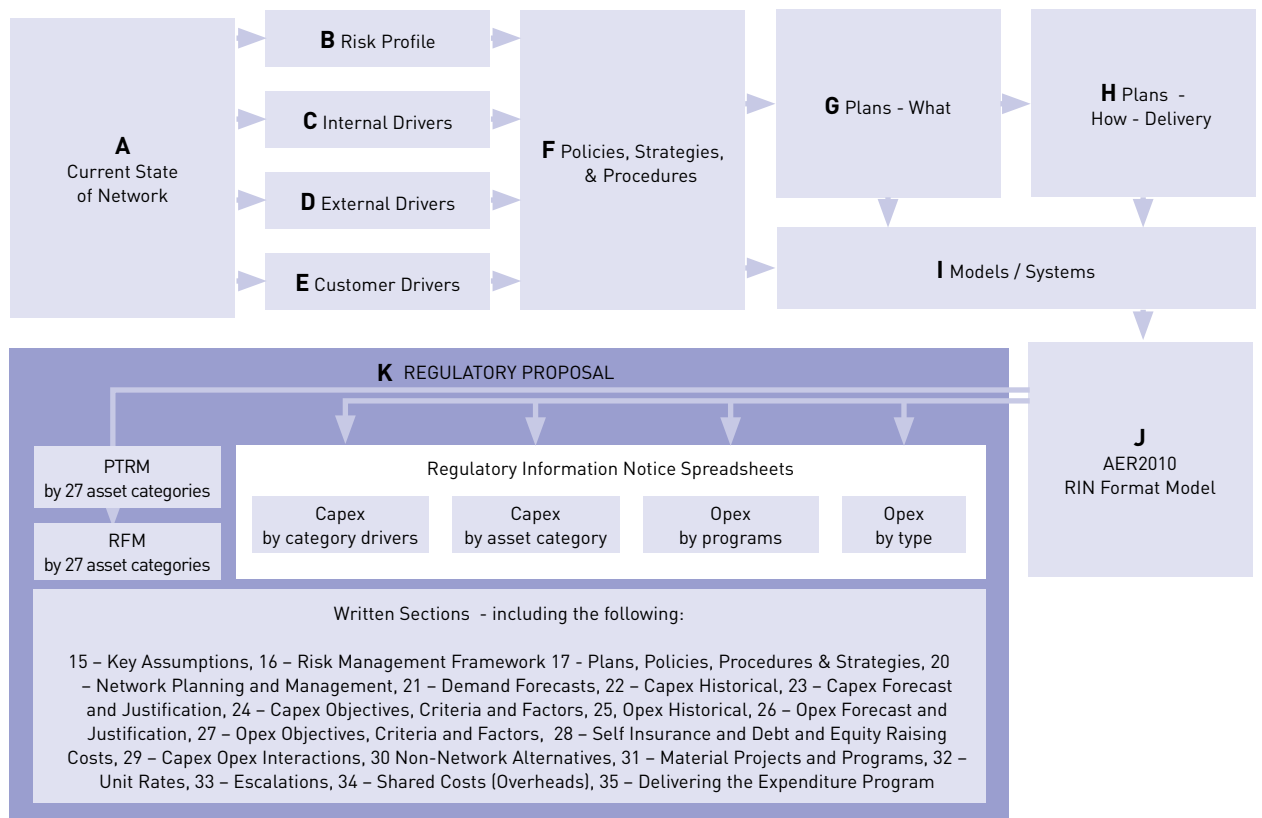 A
Current State
of Network
B Risk Profile
C Internal Drivers
D External Drivers
E Customer Drivers
F Policies, Strategies,
& Procedures
G Plans - What
H Plans -
How - Delivery
I Models / Systems
J
AER2010
RIN Format Model
K REGULATORY PROPOSAL
PTRM
by 27 asset categories
RFM
by 27 asset categories
Regulatory Information Notice Spreadsheets
Capex
by category drivers
Capex
by asset category
Opex
by programs
Opex
by type
Written Sections - including the following:
15 – Key Assumptions, 16 – Risk Management Framework 17 - Plans, Policies, Procedures & Strategies, 20
– Network Planning and Management, 21 – Demand Forecasts, 22 – Capex Historical, 23 – Capex Forecast
and Justification, 24 – Capex Objectives, Criteria and Factors, 25, Opex Historical, 26 – Opex Forecast and
Justification, 27 – Opex Objectives, Criteria and Factors, 28 – Self Insurance and Debt and Equity Raising
Costs, 29 – Capex Opex Interactions, 30 Non-Network Alternatives, 31 – Material Projects and Programs, 32 –
Unit Rates, 33 – Escalations, 34 – Shared Costs (Overheads), 35 – Delivering the Expenditure Program